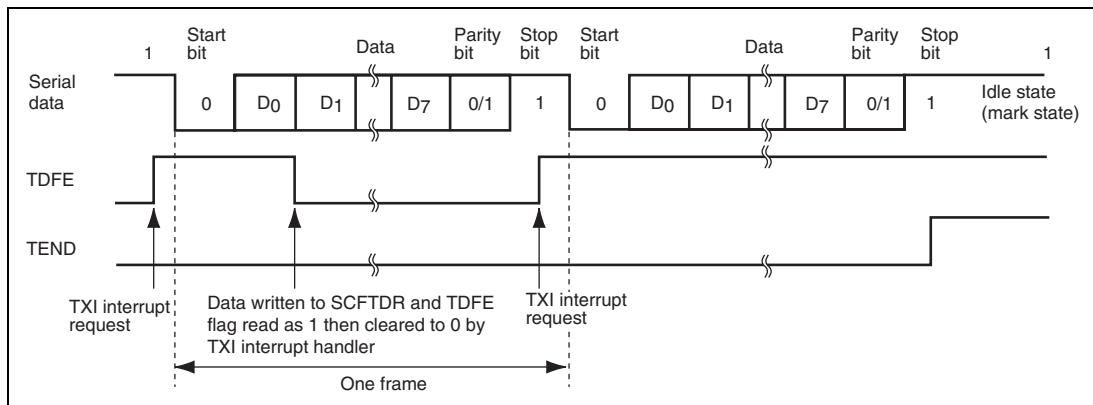 1 Start bit Data Parity bit Stop bit Start bit Data Parity bit Stop bit 1
Serial data
0 D0 D1 D7 0/1 1 0 D0 D1 D7 0/1 1
Idle state
(mark state)
TDFE
TEND
TXI interrupt
request
Data written to SCFTDR and TDFE
flag read as 1 then cleared to 0 by
TXI interrupt handler
TXI interrupt
request
One frame